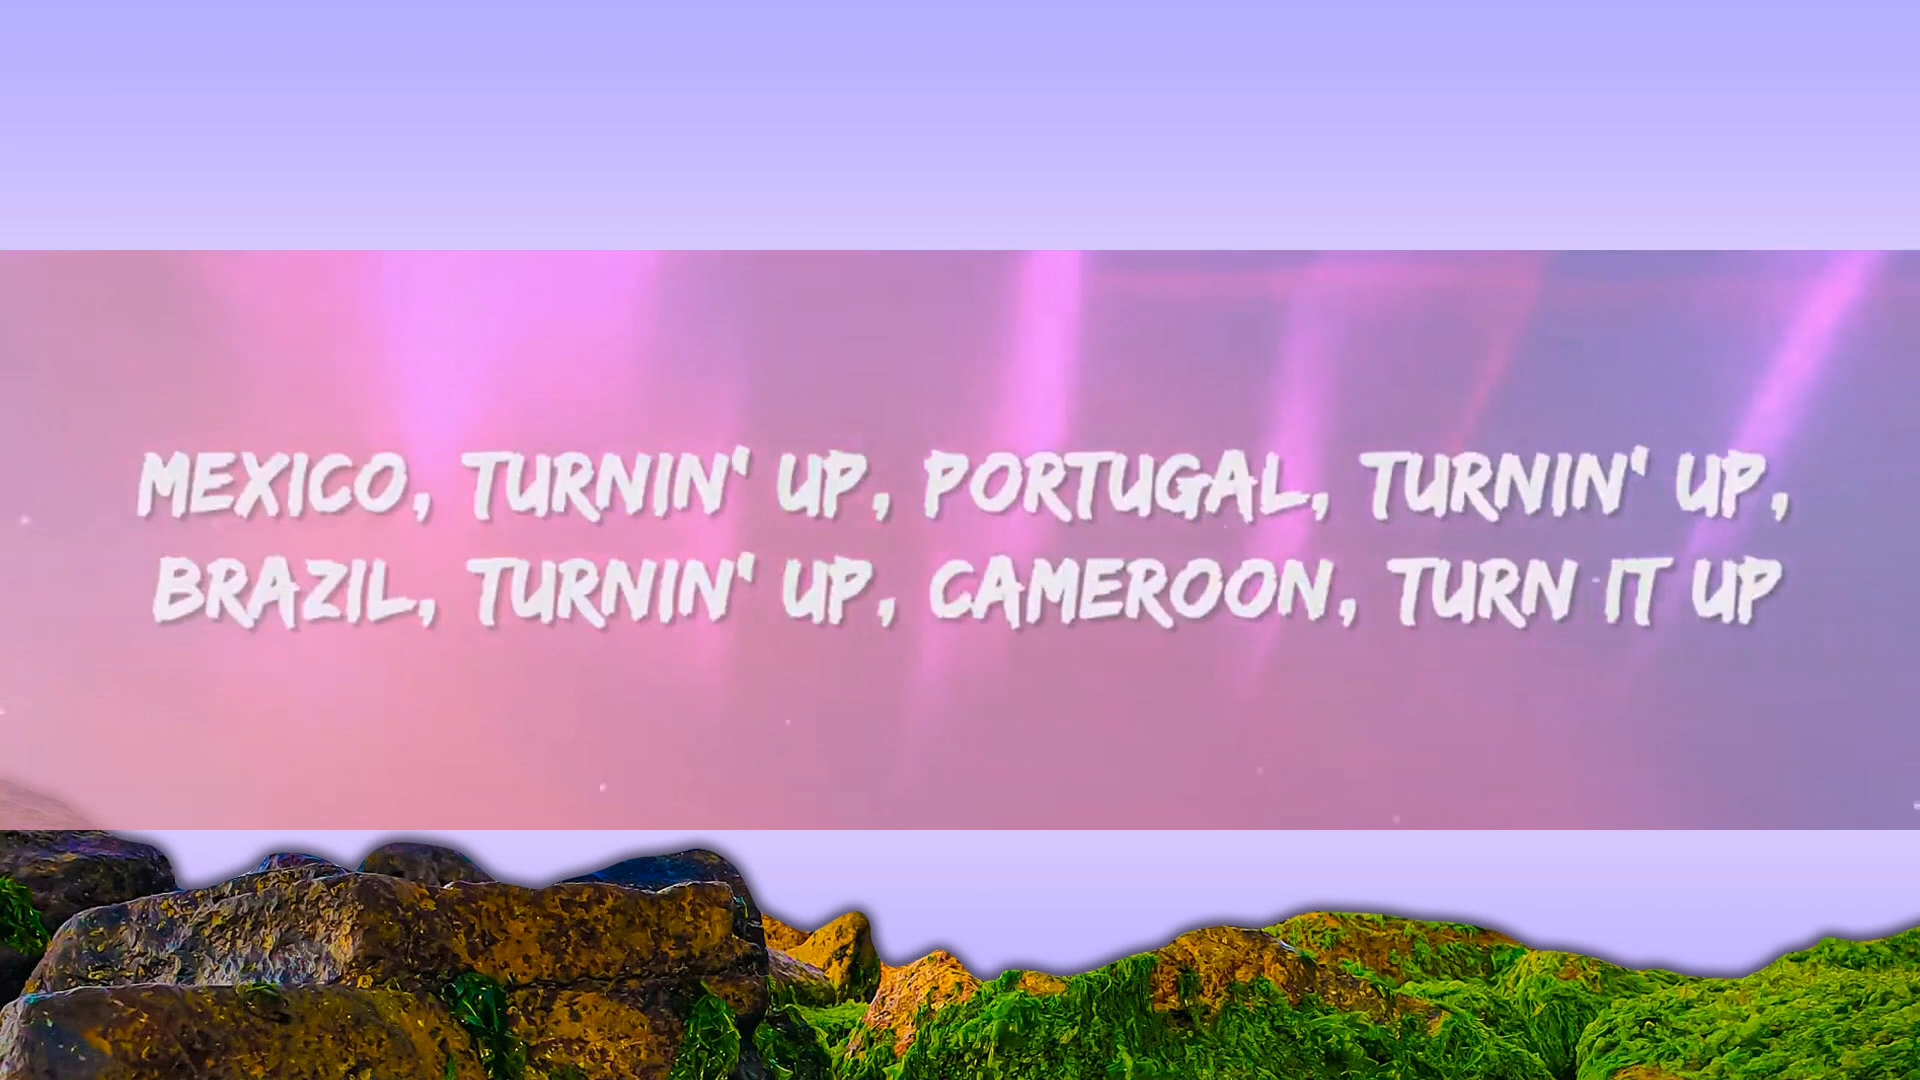 MEXICO, TURNIN' UP, PORTUGAL, TURNIN' UP,
BRAZIL, TURNIN' UP, CAMEROON, TURN IT UP